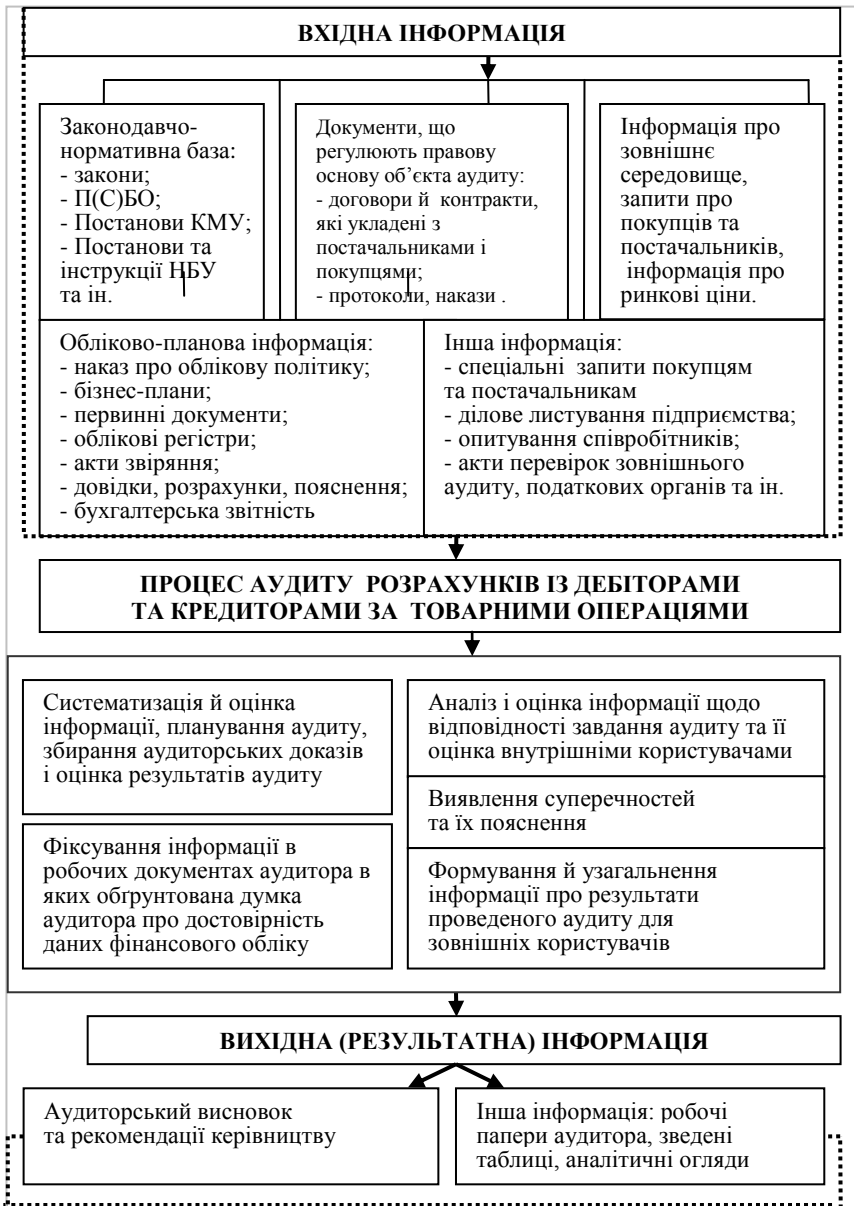 ВХІДНА ІНФОРМАЦІЯ
Законодавчо-
нормативна база:
- закони;
- П(С)БО;
- Постанови КМУ;
- Постанови та
інструкції НБУ
та ін.
Документи, що
регулюють правову
основу об’єкта аудиту:
- договори й контракти,
які укладені з
постачальниками і
покупцями;
- протоколи, накази .
Інформація про
зовнішнє
середовище,
запити про
покупців та
постачальників,
інформація про
ринкові ціни.
Обліково-планова інформація:
- наказ про облікову політику;
- бізнес-плани;
- первинні документи;
- облікові регістри;
- акти звіряння;
- довідки, розрахунки, пояснення;
- бухгалтерська звітність
Інша інформація:
- спеціальні запити покупцям
та постачальникам
- ділове листування підприємства;
- опитування співробітників;
- акти перевірок зовнішнього
аудиту, податкових органів та ін.
ПРОЦЕС АУДИТУ РОЗРАХУНКІВ ІЗ ДЕБІТОРАМИ
ТА КРЕДИТОРАМИ ЗА ТОВАРНИМИ ОПЕРАЦІЯМИ
Систематизація й оцінка
інформації, планування аудиту,
збирання аудиторських доказів
і оцінка результатів аудиту
Фіксування інформації в
робочих документах аудитора в
яких обґрунтована думка
аудитора про достовірність
даних фінансового обліку
Аналіз і оцінка інформації щодо
відповідності завдання аудиту та її
оцінка внутрішніми користувачами
Виявлення суперечностей
та їх пояснення
Формування й узагальнення
інформації про результати
проведеного аудиту для
зовнішніх користувачів
ВИХІДНА (РЕЗУЛЬТАТНА) ІНФОРМАЦІЯ
Аудиторський висновок
та рекомендації керівництву
Інша інформація: робочі
папери аудитора, зведені
таблиці, аналітичні огляди